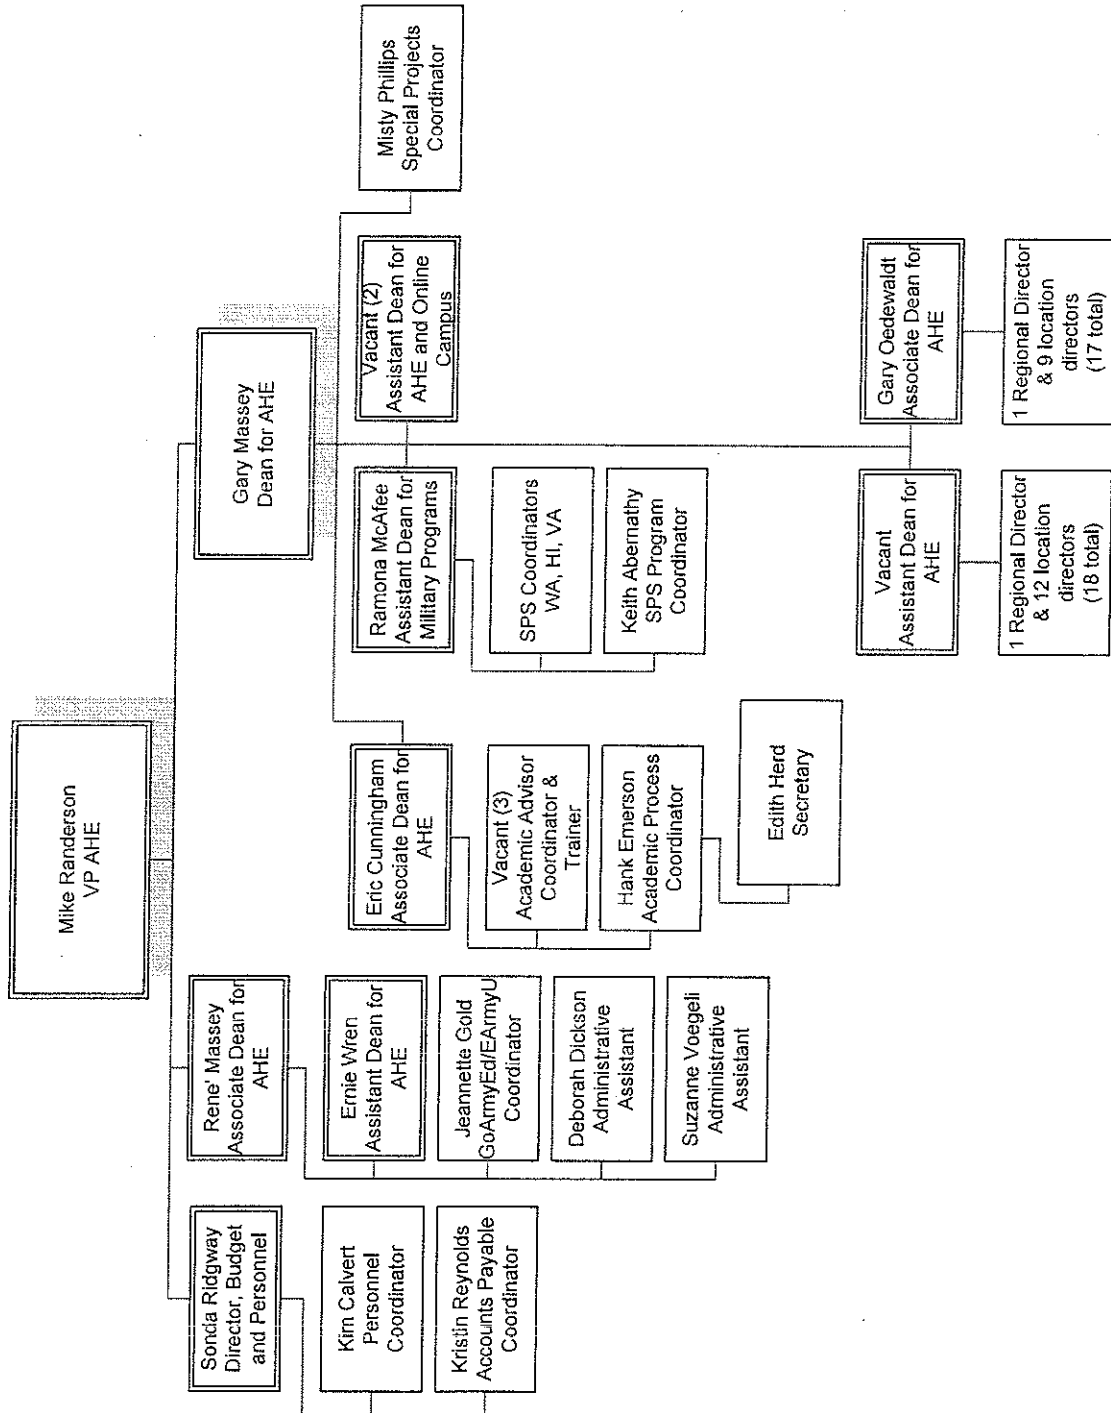 Mike Randerson
VP AHE
Soncia Ridgway
Director, Budget
and Personnel
Kim Calvert
Personnel
Coordinator
Kristin Reynolds
Accounts Payable
Coordinator
Rene' Massey
Associate Dean for
AHE
Ernie Wren
Assistant Dean for
AHE
Jeannette Gold
GoArmyEd/EArmyU
Coordinator
Deborah Dickson
Administrative
Assistant
Suzanne Voegeli
Administrative
Assistant
Gary Massey
Dean for AHE
Eric Cunningham
Associate Dean for
AHE
Vacant (3)
Academic Advisor
Coordinator &
Trainer
Hank Emerson
Academic Process
Coordinator
Edith Herd
Secretary
Ramona McAfee
Assistant Dean for
Military Programs
SPS Coordinators
WA, HI, VA
Keith Abernathy
SPS Program
Coordinator
Vacant (2)
Assistant Dean for
AHE and Online
Campus
Misty Phillips
Special Projects
Coordinator
Vacant
Assistant Dean for
AHE
1 Regional Director
& 12 location
directors
(18 total)
Gary Oedewaldt
Associate Dean for
AHE
1 Regional Director
& 9 location
directors
(17 total)